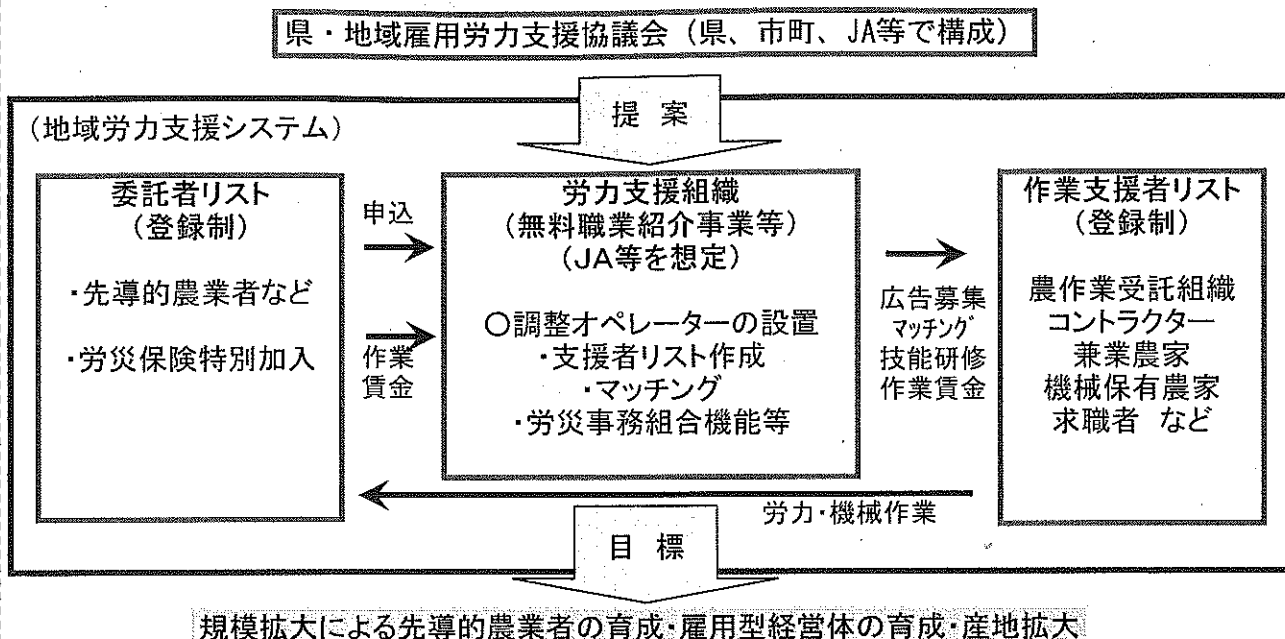 県・地域雇用労力支援協議会（県、市町、JA等で構成）
提 案
（地域労力支援システム）
委託者リスト
（登録制）
・先導的農業者など
・労災保険特別加入
申込
作業
賃金
労力支援組織
（無料職業紹介事業等）
（JA等を想定）
○調整オペレーターの設置
・支援者リスト作成
・マッチング
・労災事務組合機能等
広告募集
マッチング
技能研修
作業賃金
作業支援者リスト
（登録制）
農作業受託組織
コントラクター
兼業農家
機械保有農家
求職者 など
労力・機械作業
目 標
規模拡大による先導的農業者の育成・雇用型経営体の育成・産地拡大